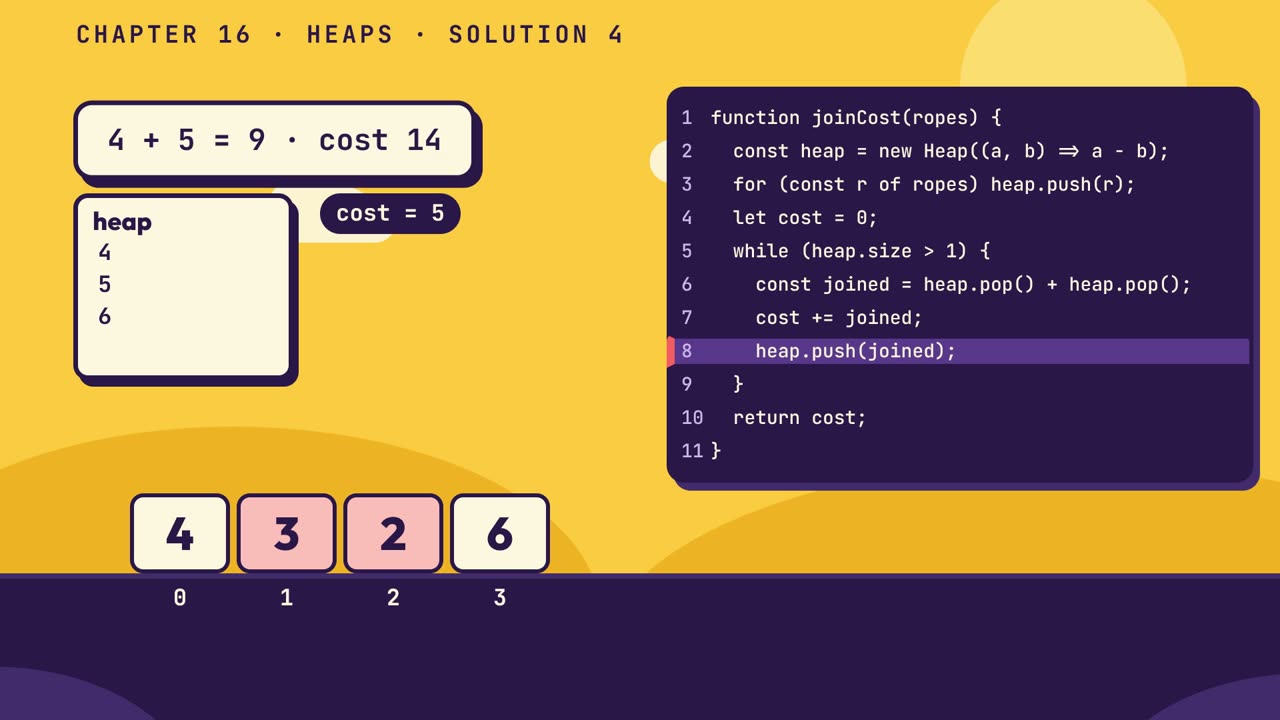 CHAPTER 16 · HEAPS · SOLUTION 4
4 + 5 = 9 · cost 14
heap
4
5
6
cost = 5
1 function joinCost(ropes) {
2 const heap = new Heap((a, b) => a - b);
3 for (const r of ropes) heap.push(r);
4 let cost = 0;
5 while (heap.size > 1) {
6 const joined = heap.pop() + heap.pop();
7 cost += joined;
8 heap.push(joined);
9 }
10 return cost;
11 }
4 3 2 6
0 1 2 3